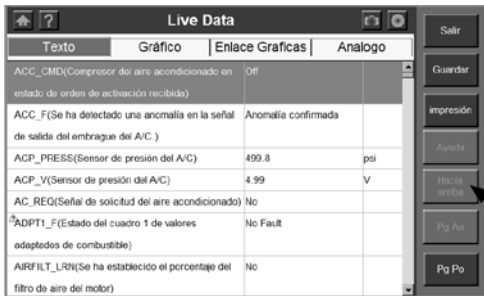 Live Data
Salir
Texto Gráfico Enlace Graficas Analogo
ACC_CMD(Compresor del aire acondicionado en Off
estado de orden de activación recibida)
Guardar
ACC_F(Se ha detectado una anomalía en la señal Anomalía confirmada
de salida del embrague del A/C.)
impresión
ACP_PRESS(Sensor de presión del A/C) 499.8 psi
Ayuda
ACP_V(Sensor de presión del A/C) 4.99 V
Hacia
arriba
AC_REQ(Señal de solicitud del aire acondicionado) No
ADPT1_F(Estado del cuadro 1 de valores No Fault
adaptados de combustible)
Pg An
AIRFILT_LRN(Se ha establecido el porcentaje del No
filtro de aire del motor)
Pg Po